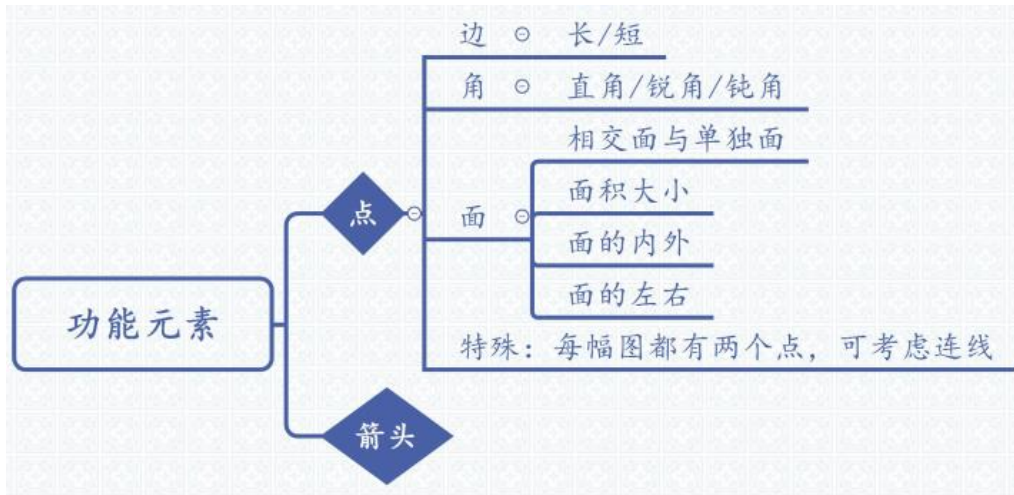 边 长/短
角 直角/锐角/钝角
相交面与单独面
面积大小
点
面
面的内外
面的左右
功能元素
特殊：每幅图都有两个点，可考虑连线
箭头